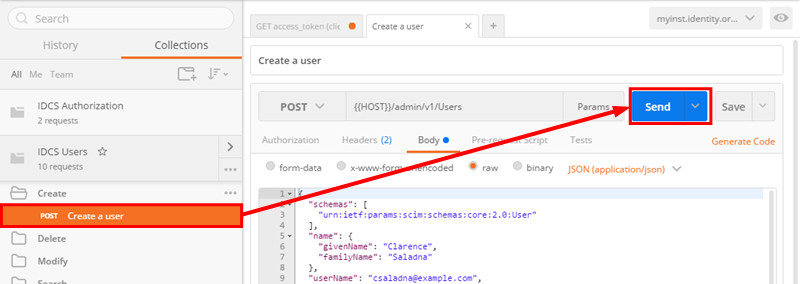 Search
History Collections
All Me Team
IDCS Authorization
2 requests
IDCS Users
10 requests
Create
POST Create a user
Delete
Modify
Search
GET access_token (clie
Create a user
myinst.identity.or...
Create a user
POST {{HOST}}/admin/v1/Users Params Send Save
Authorization Headers (2) Body Pre-request Script Tests Generate Code
form-data x-www-form-urlencoded raw binary JSON (application/json)
1 {
2 "schemas": [
3 "urn:ietf:params:scim:schemas:core:2.0:User"
4 ],
5 "name": {
6 "givenName": "Clarence",
7 "familyName": "Saladna"
8 },
9 "userName": "csaladna@example.com",